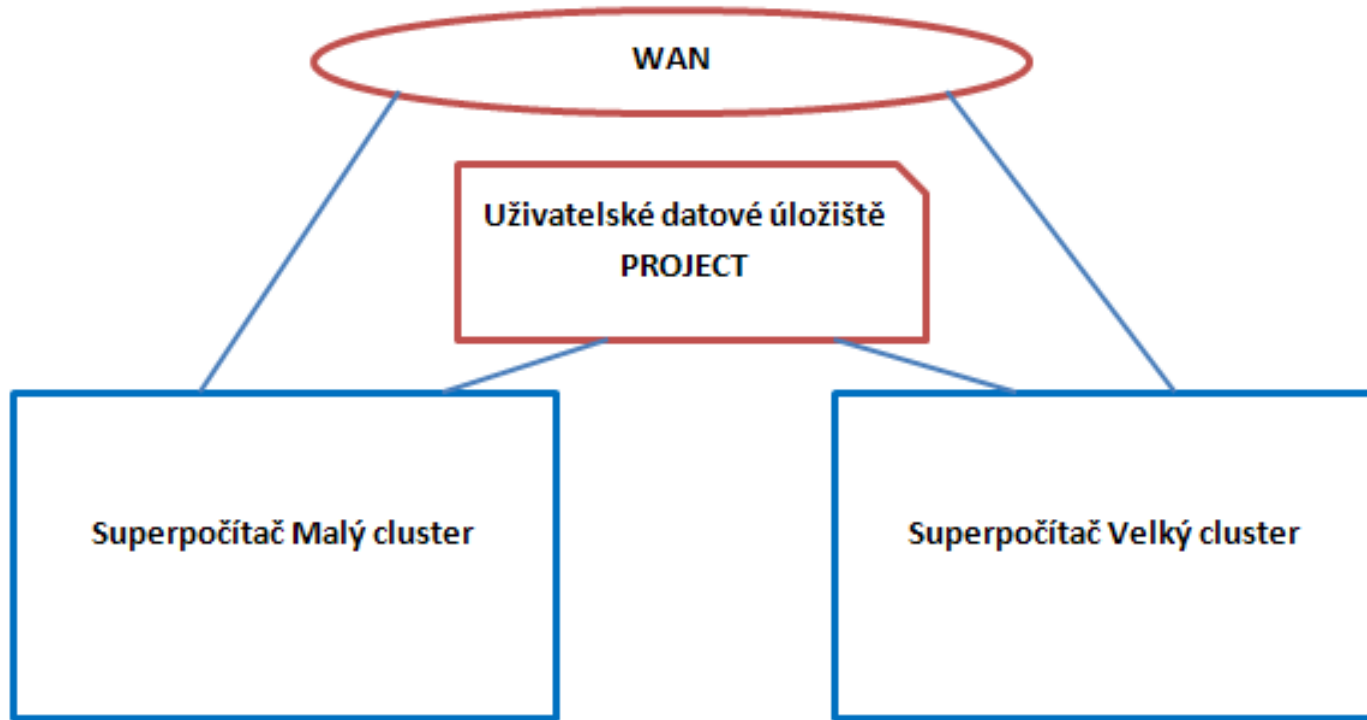 WAN
Uživatelské datové úložiště
PROJECT
Superpočítač Malý cluster
Superpočítač Velký cluster